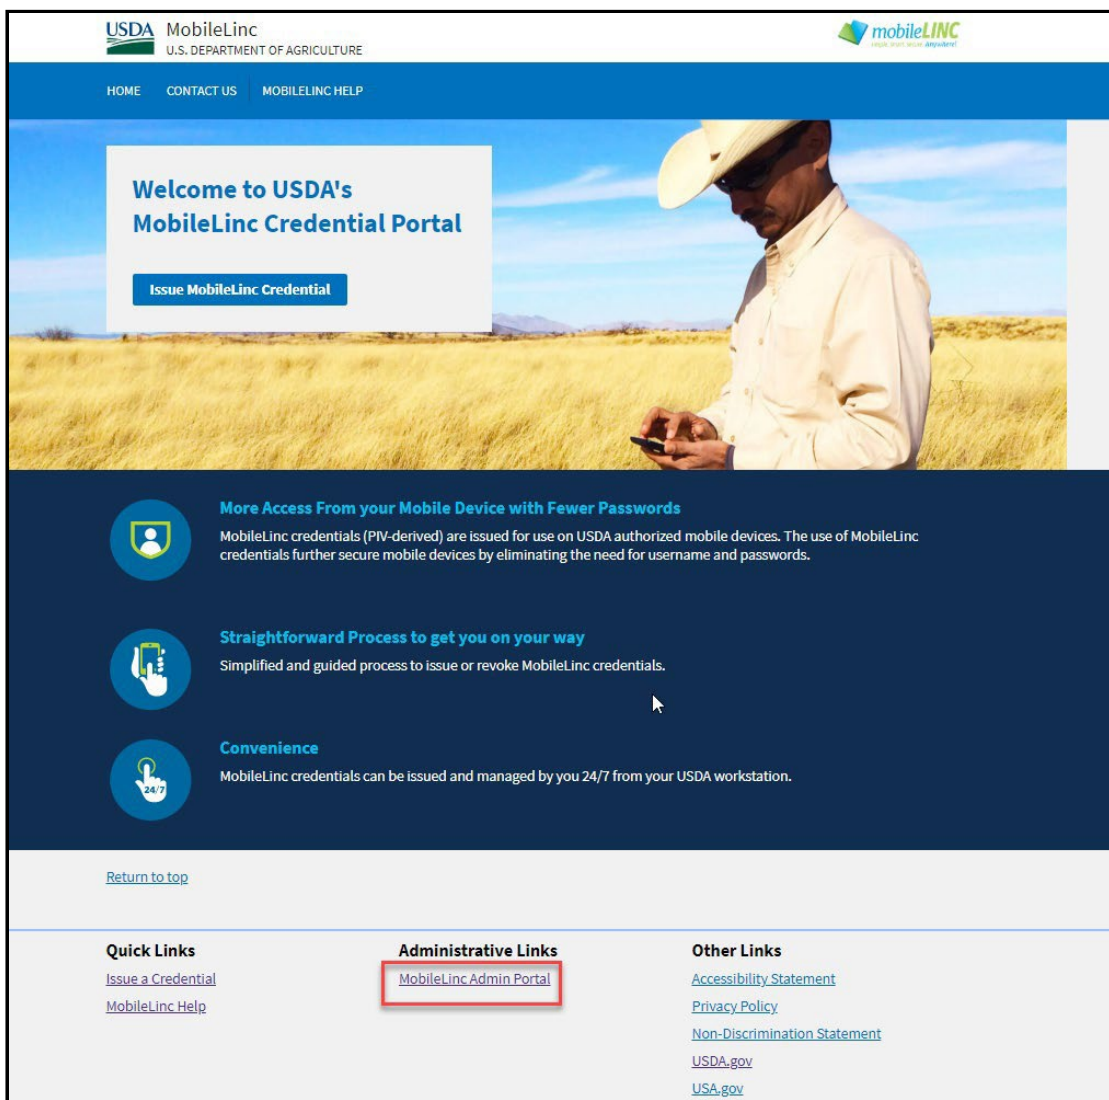 USDA MobileLinc
U.S. DEPARTMENT OF AGRICULTURE
mobileLINC
HOME CONTACT US MOBILELINC HELP
Welcome to USDA's
MobileLinc Credential Portal
Issue MobileLinc Credential
More Access From your Mobile Device with Fewer Passwords
MobileLinc credentials (PIV-derived) are issued for use on USDA authorized mobile devices. The use of MobileLinc
credentials further secure mobile devices by eliminating the need for username and passwords.
Straightforward Process to get you on your way
Simplified and guided process to issue or revoke MobileLinc credentials.
24/7
Convenience
MobileLinc credentials can be issued and managed by you 24/7 from your USDA workstation.
Return to top
Quick Links
Issue a Credential
MobileLinc Help
Administrative Links
MobileLinc Admin Portal
Other Links
Accessibility Statement
Privacy Policy
Non-Discrimination Statement
USDA.gov
USA.gov